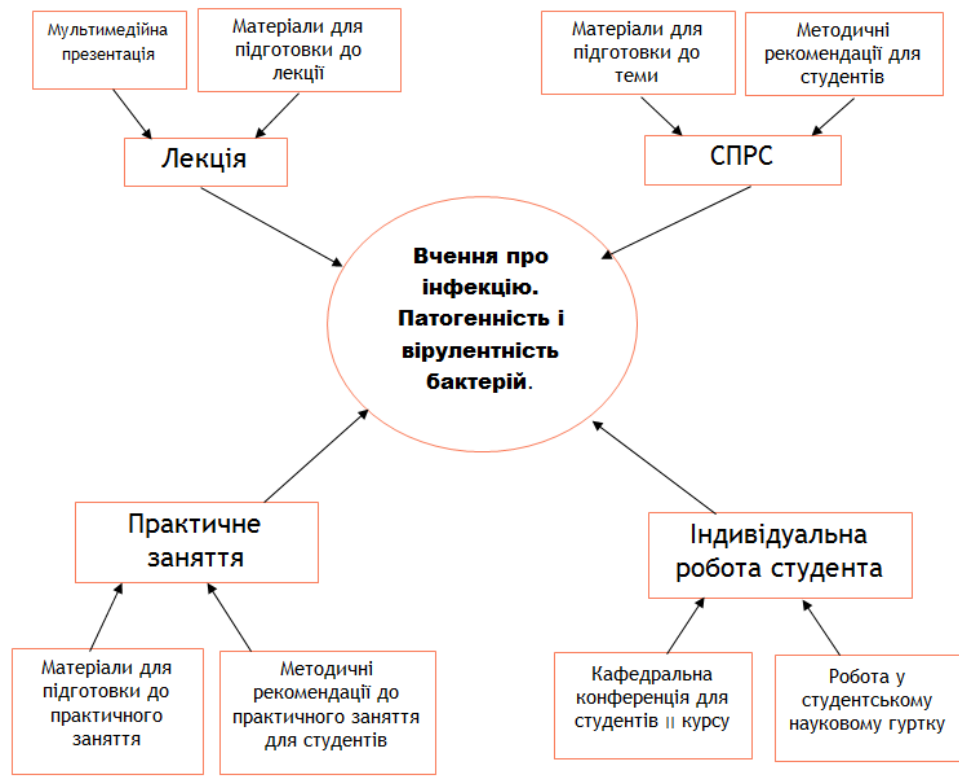 Мультимедійна
презентація
Матеріали для
підготовки до
лекції
Матеріали для
підготовки до
теми
Методичні
рекомендації для
студентів
Лекція
СПРС
Вчення про
інфекцію.
Патогенність і
вірулентність
бактерій.
Практичне
заняття
Індивідуальна
робота студента
Матеріали для
підготовки до
практичного
заняття
Методичні
рекомендації до
практичного заняття
для студентів
Кафедральна
конференція для
студентів II курсу
Робота у
студентському
науковому гуртку